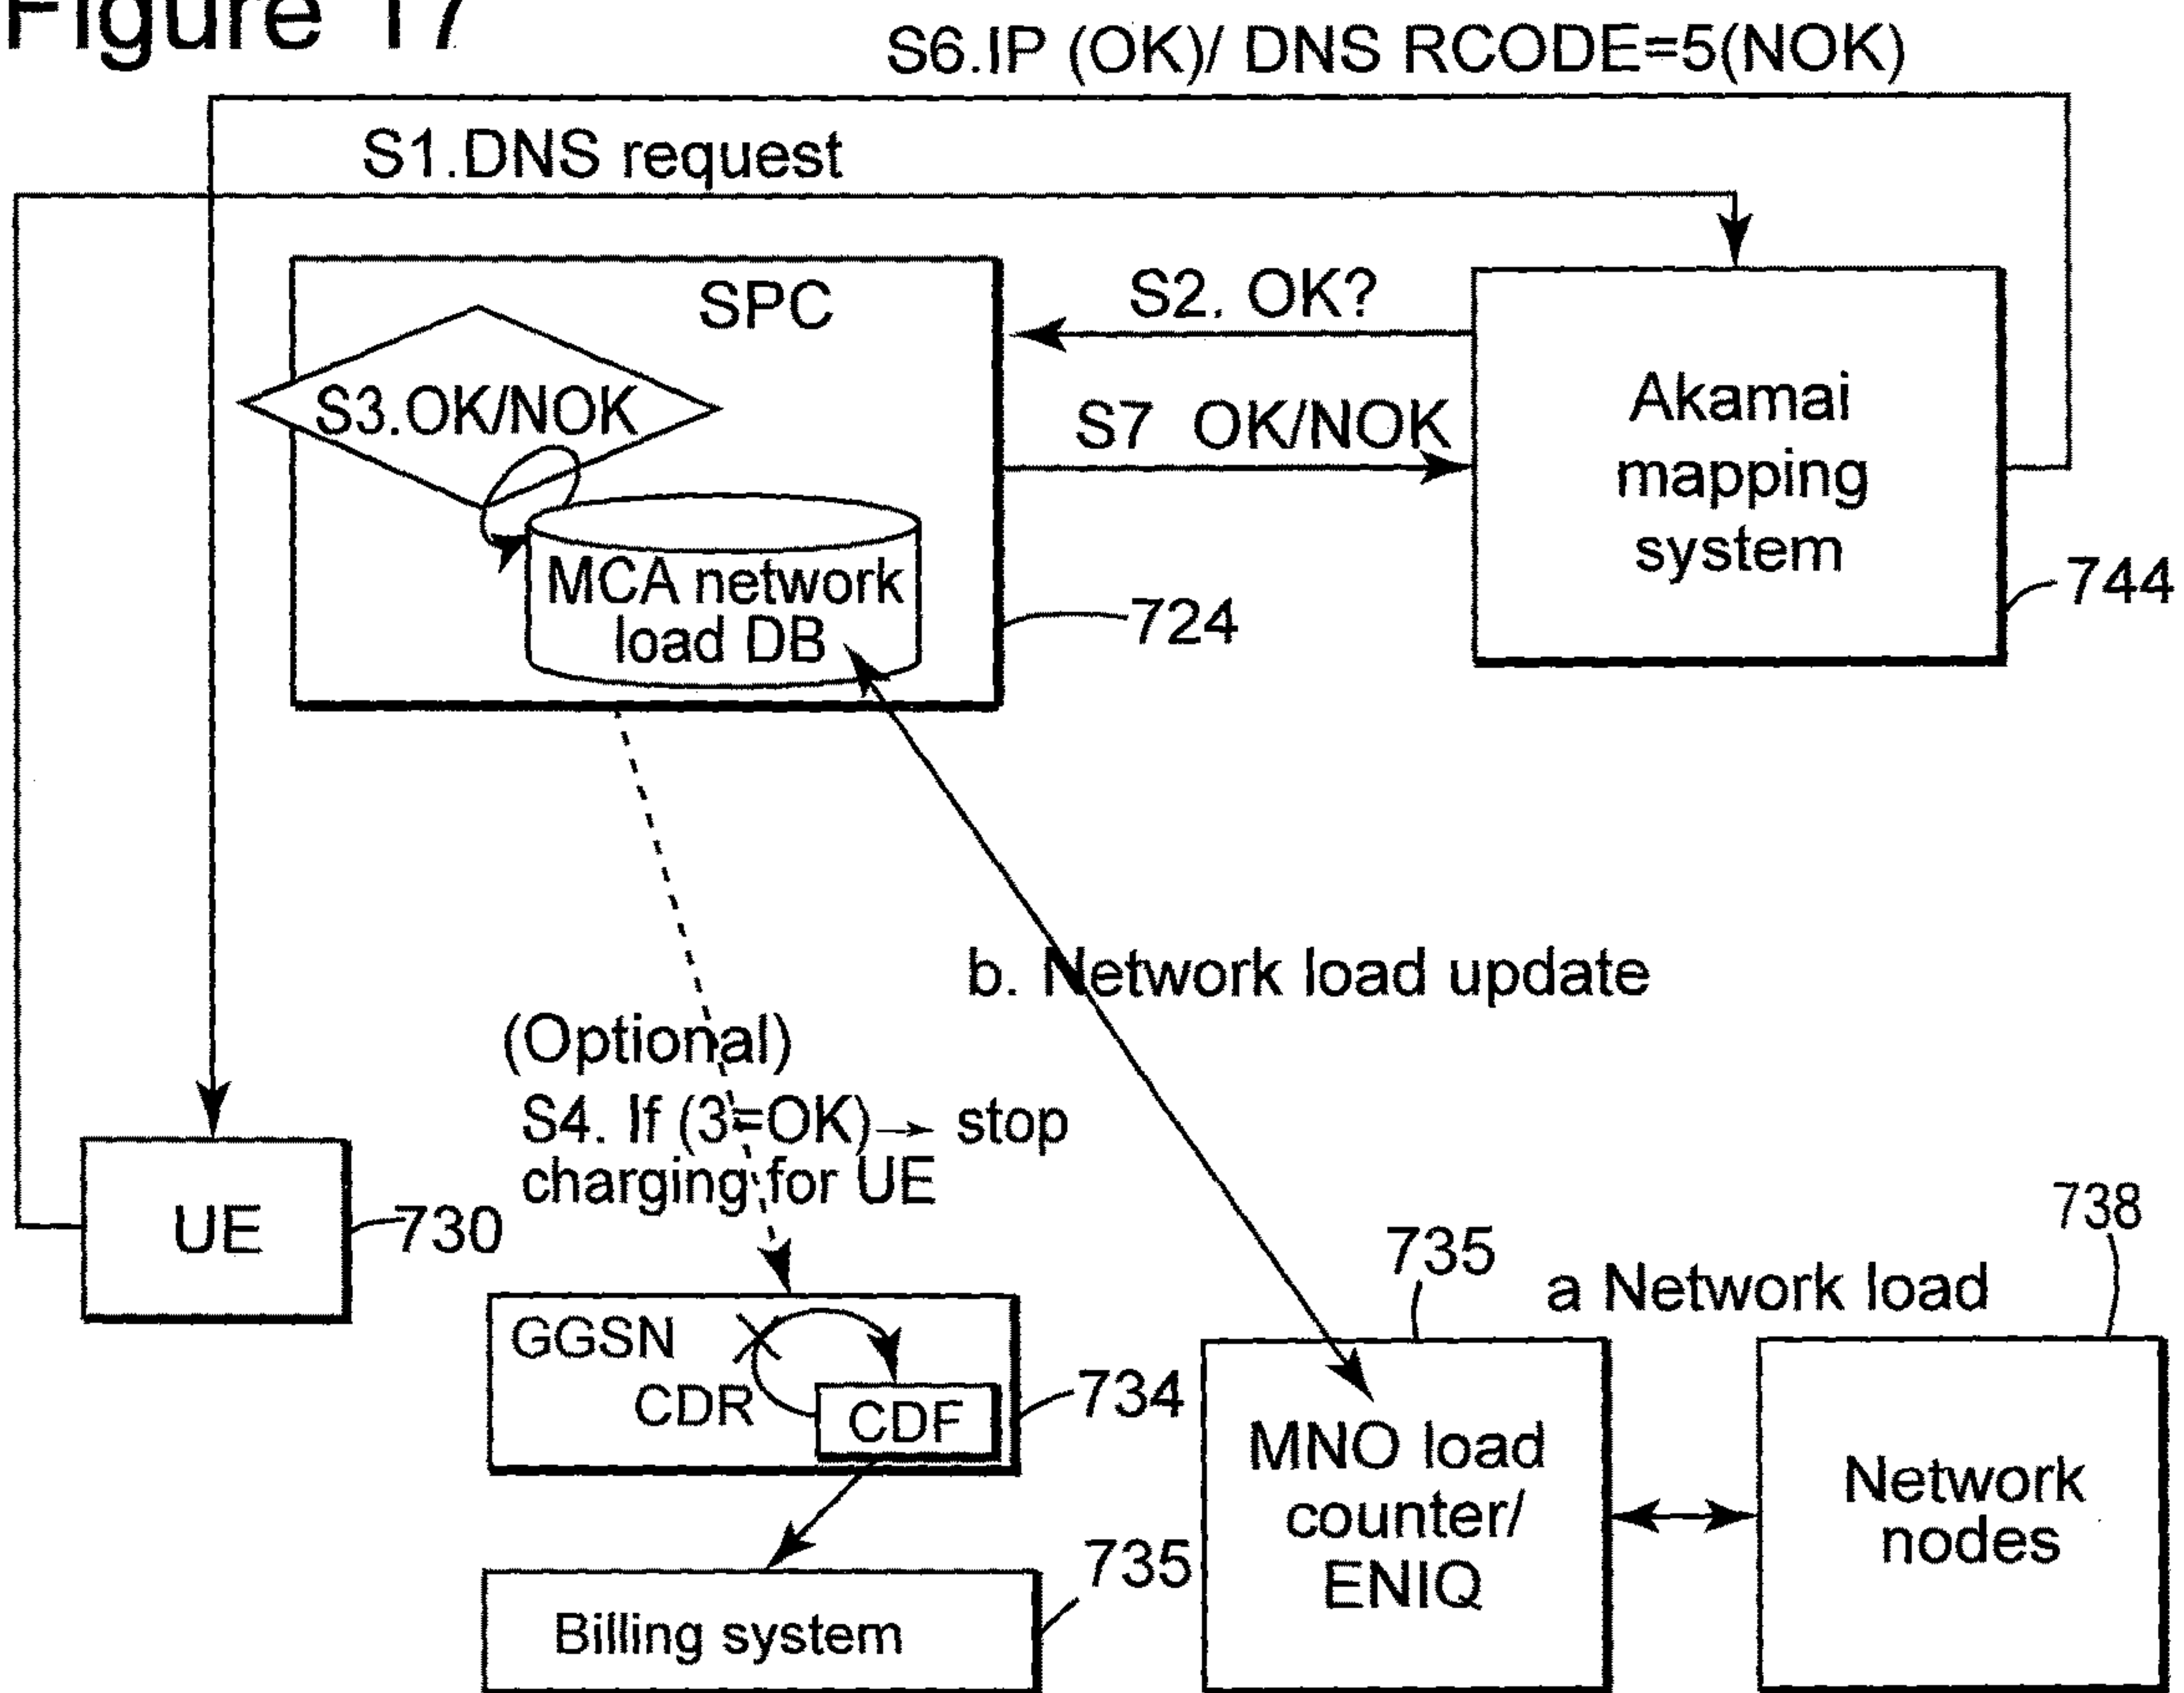 Figure 17
S6.IP (OK)/ DNS RCODE=5(NOK)
S1.DNS request
SPC
S2. OK?
S3.OK/NOK
S7 OK/NOK
Akamai
mapping
system
MCA network
load DB
724
744
b. Network load update
(Optional)
S4. If (3=OK)→ stop
charging for UE
UE
730
GGSN
CDR
CDF
734
735
a Network load
738
MNO load
counter/
ENIQ
Network
nodes
Billing system
735